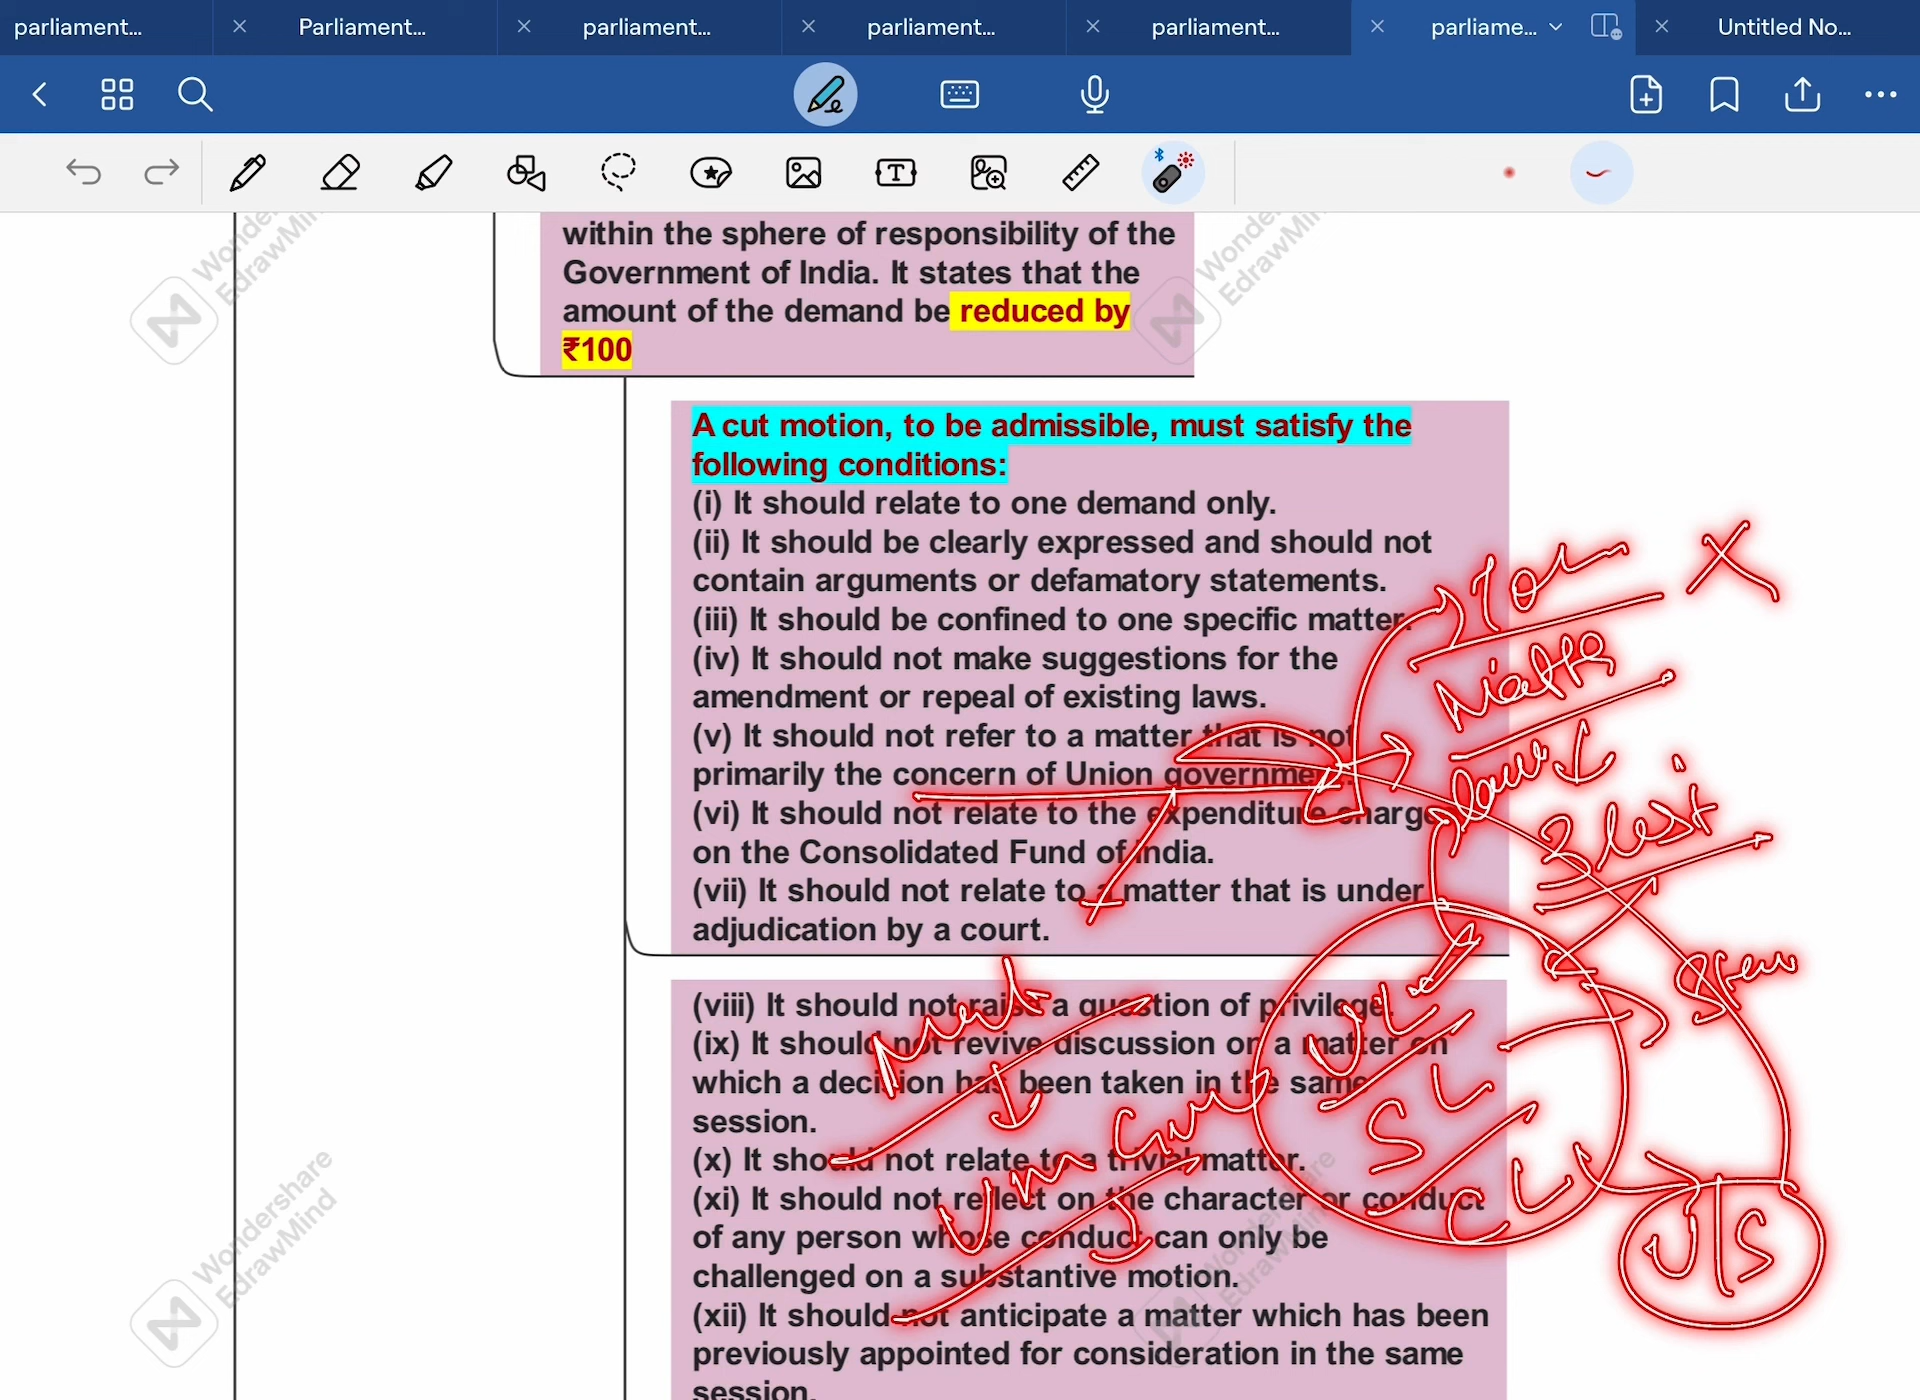 parliament...
Parliament...
parliament...
parliament...
parliament...
parliame...
Untitled No...
within the sphere of responsibility of the
Government of India. It states that the
amount of the demand be reduced by
₹100
A cut motion, to be admissible, must satisfy the
following conditions:
(i) It should relate to one demand only.
(ii) It should be clearly expressed and should not
contain arguments or defamatory statements.
(iii) It should be confined to one specific matter.
(iv) It should not make suggestions for the
amendment or repeal of existing laws.
(v) It should not refer to a matter that is not
primarily the concern of Union governme
(vi) It should not relate to the expenditure charge
on the Consolidated Fund of India.
(vii) It should not relate to a matter that is under
adjudication by a court.
(viii) It should not raise a question of privilege.
(ix) It should not revive discussion on a matter on
which a decision has been taken in the same
session.
(x) It should not relate to a trivial matter.
(xi) It should not reflect on the character or conduct
of any person whose conduct can only be
challenged on a substantive motion.
(xii) It should not anticipate a matter which has been
previously appointed for consideration in the same
session.
3 list
UL
SL
CL
U/S
Wondershare
EdrawMind
Wondershare
EdrawMind